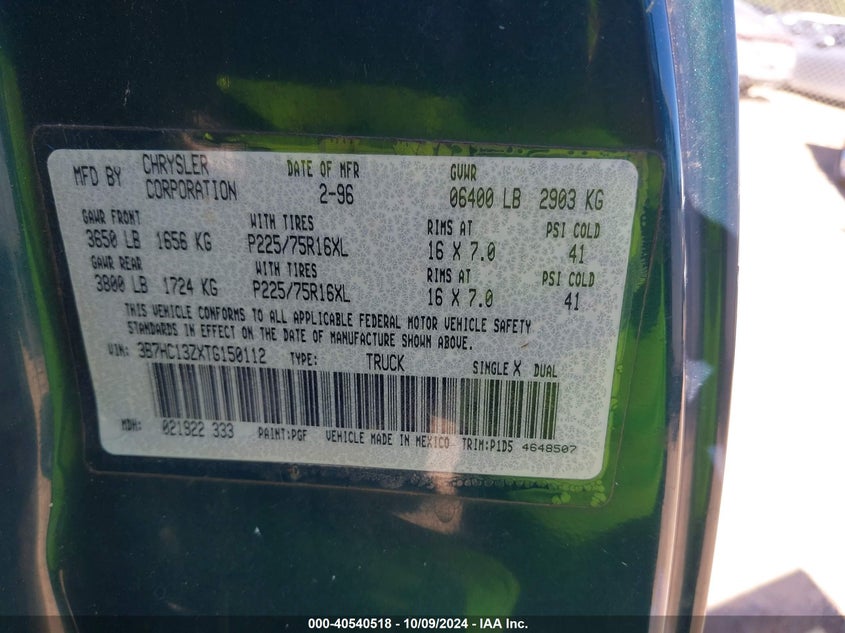 MFD BY CHRYSLER CORPORATION DATE OF MFR 2-96 GVWR 06400 LB 2903 KG
GAWR FRONT WITH TIRES RIMS AT PSI COLD
3650 LB 1656 KG P225/75R16XL 16 X 7.0 41
GAWR REAR WITH TIRES RIMS AT PSI COLD
3800 LB 1724 KG P225/75R16XL 16 X 7.0 41
THIS VEHICLE CONFORMS TO ALL APPLICABLE FEDERAL MOTOR VEHICLE SAFETY
STANDARDS IN EFFECT ON THE DATE OF MANUFACTURE SHOWN ABOVE.
VIN: 3B7HC13ZXTG150112 TYPE: TRUCK SINGLE X DUAL
MDH: 021922 333 PAINT:PGF VEHICLE MADE IN MEXICO TRIM:P1D5 4648507
000-40540518 - 10/09/2024 - IAA Inc.